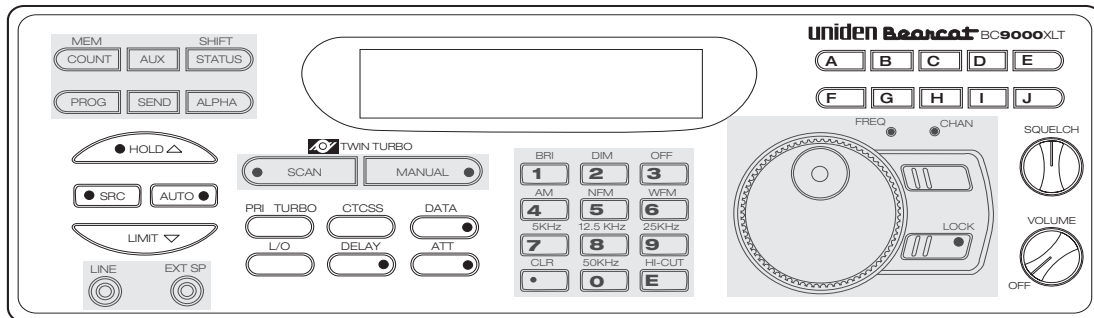 MEM SHIFT
COUNT AUX STATUS
PROG SEND ALPHA
HOLD
SRC AUTO
LIMIT
LINE EXT SP
TWIN TURBO
SCAN MANUAL
PRI TURBO CTCSS DATA
L/O DELAY ATT
BRI DIM OFF
1 2 3
AM NFM WFM
4 5 6
5KHz 12.5 KHz 25KHz
7 8 9
CLR 50KHz HI-CUT
• 0 E
uniden Bearcat BC9000XLT
A B C D E
F G H I J
FREQ CHAN
LOCK
SQUELCH
VOLUME
OFF